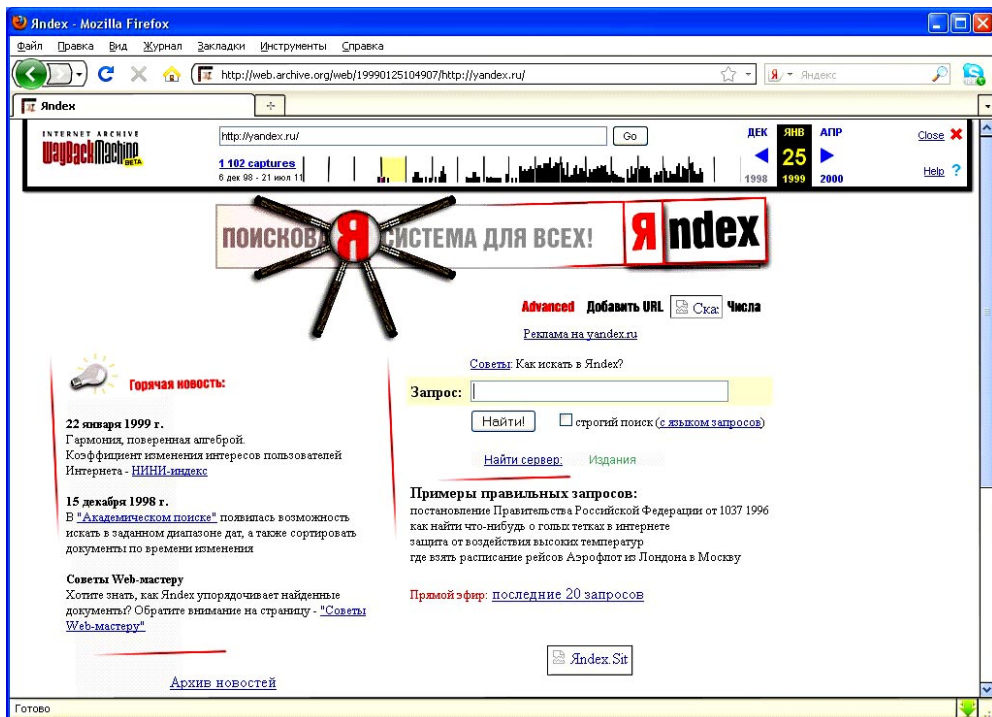 Яndex - Mozilla Firefox
Файл Правка Вид Журнал Закладки Инструменты Справка
http://web.archive.org/web/19990125104907/http://yandex.ru/
Я Яндекс
Яndex
INTERNET ARCHIVE
WayBackMachine
BETA
http://yandex.ru/ Go
1 102 captures
6 дек 98 - 21 июл 11
ДЕК ЯНВ АПР
25
1998 1999 2000
Close
Help ?
ПОИСКОВАЯ СИСТЕМА ДЛЯ ВСЕХ! Яndex
Advanced Добавить URL Ска Числа
Реклама на yandex.ru
Советы: Как искать в Яndex?
Запрос:
Найти! строгий поиск (с языком запросов)
Найти сервер: Издания
Примеры правильных запросов:
постановление Правительства Российской Федерации от 1037 1996
как найти что-нибудь о голых тетках в интернете
защита от воздействия высоких температур
где взять расписание рейсов Аэрофлот из Лондона в Москву
Прямой эфир: последние 20 запросов
Яndex.Sit
Горячая новость:
22 января 1999 г.
Гармония, поверенная алгеброй.
Коэффициент изменения интересов пользователей
Интернета - НИНИ-индекс
15 декабря 1998 г.
В "Академическом поиске" появилась возможность
искать в заданном диапазоне дат, а также сортировать
документы по времени изменения
Советы Web-мастеру
Хотите знать, как Яndex упорядочивает найденные
документы? Обратите внимание на страницу - "Советы
Web-мастеру"
Архив новостей
Готово